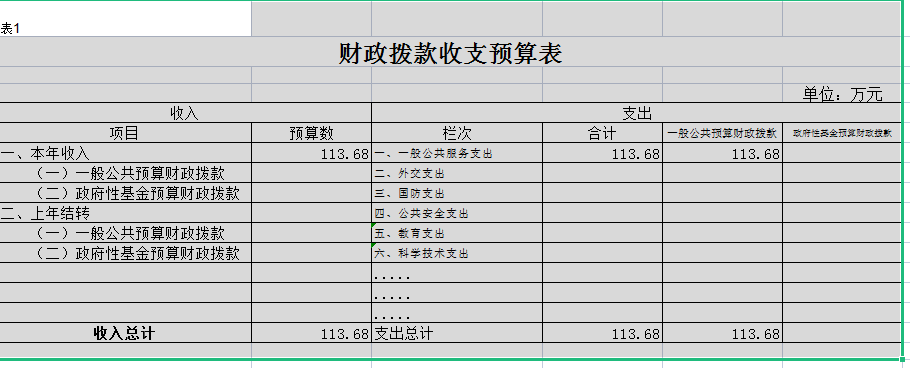 表1
财政拨款收支预算表
单位：万元
收入 支出
项目 预算数 栏次 合计 一般公共预算财政拨款 政府性基金预算财政拨款
一、本年收入 113.68 一、一般公共服务支出 113.68 113.68
（一）一般公共预算财政拨款 二、外交支出
（二）政府性基金预算财政拨款 三、国防支出
二、上年结转 四、公共安全支出
（一）一般公共预算财政拨款 五、教育支出
（二）政府性基金预算财政拨款 六、科学技术支出
.....
.....
.....
收入总计 113.68 支出总计 113.68 113.68